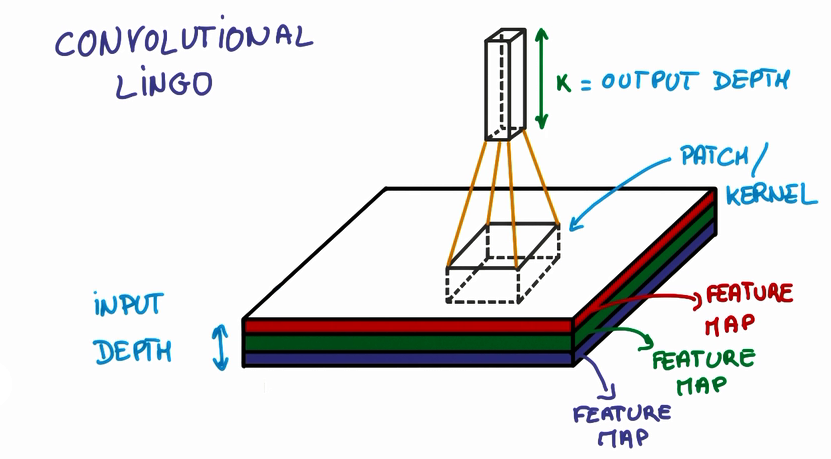 CONVOLUTIONAL
LINGO
K = OUTPUT DEPTH
PATCH/
KERNEL
INPUT
DEPTH
FEATURE
MAP
FEATURE
MAP
FEATURE
MAP